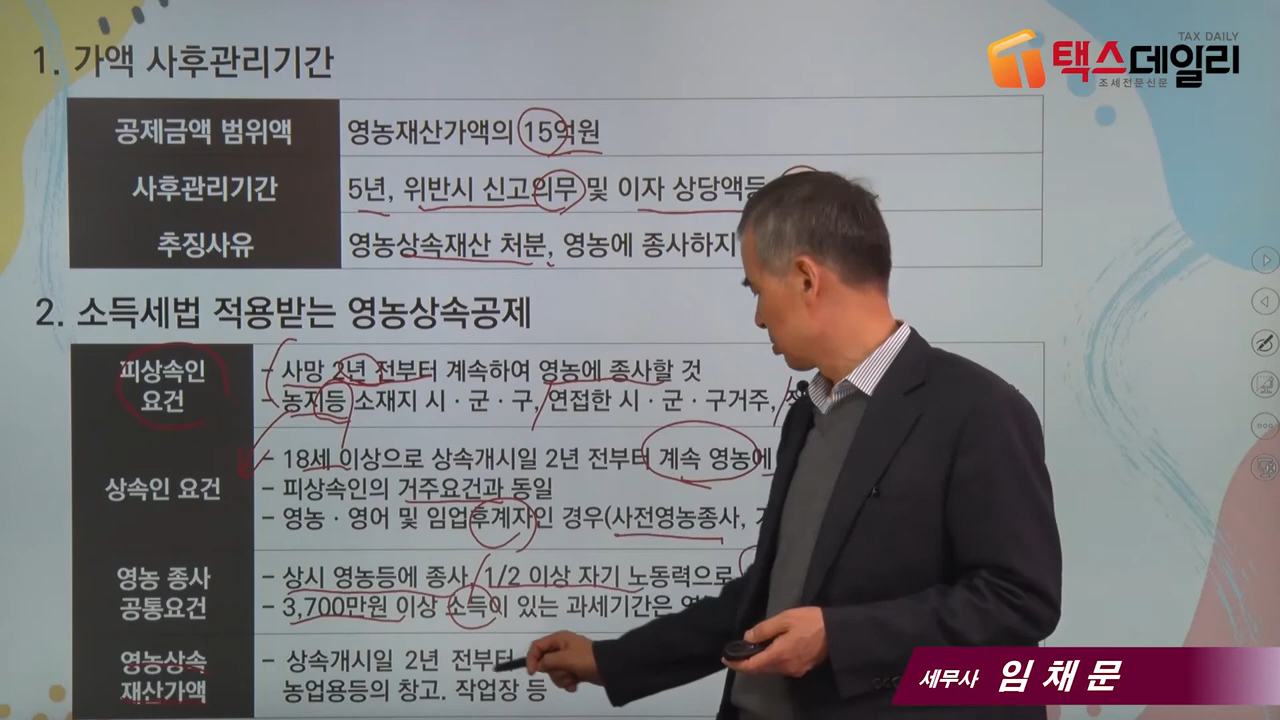 TAX DAILY
택스데일리
조세전문신문
1. 가액 사후관리기간
공제금액 범위액
영농재산가액의 15억원
사후관리기간
5년, 위반시 신고의무 및 이자 상당액등
추징사유
영농상속재산 처분, 영농에 종사하지
2. 소득세법 적용받는 영농상속공제
피상속인
요건
- 사망 2년 전부터 계속하여 영농에 종사할 것
- 농지등 소재지 시·군·구, 연접한 시·군·구거주,
상속인 요건
- 18세 이상으로 상속개시일 2년 전부터 계속 영농에
- 피상속인의 거주요건과 동일
- 영농·영어 및 임업후계자인 경우(사전영농종사,
영농 종사
공통요건
- 상시 영농등에 종사, 1/2 이상 자기 노동력으로
- 3,700만원 이상 소득이 있는 과세기간은
영농상속
재산가액
- 상속개시일 2년 전부터
농업용등의 창고. 작업장 등
세무사 임채문